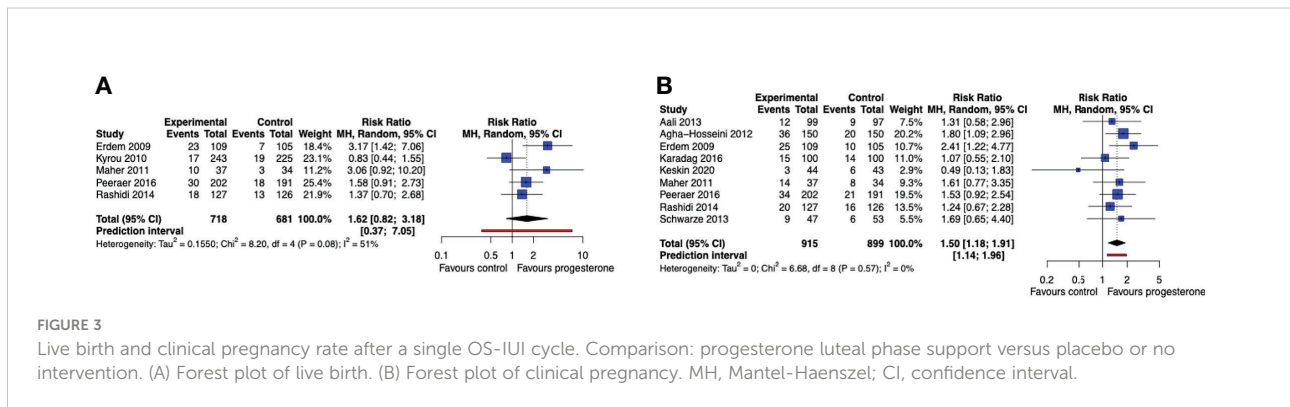 A
Experimental Control Risk Ratio Risk Ratio
Study Events Total Events Total Weight MH, Random, 95% CI MH, Random, 95% CI
Erdem 2009 23 109 7 105 18.4% 3.17 [1.42; 7.06]
Kyrou 2010 17 243 19 225 23.1% 0.83 [0.44; 1.55]
Maher 2011 10 37 3 34 11.2% 3.06 [0.92; 10.20]
Peeraer 2016 30 202 18 191 25.4% 1.58 [0.91; 2.73]
Rashidi 2014 18 127 13 126 21.9% 1.37 [0.70; 2.68]
Total (95% CI) 718 681 100.0% 1.62 [0.82; 3.18]
Prediction interval [0.37; 7.05]
Heterogeneity: Tau² = 0.1550; Chi² = 8.20, df = 4 (P = 0.08); I² = 51%
0.1 0.5 1 2 10
Favours control Favours progesterone
B
Experimental Control Risk Ratio Risk Ratio
Study Events Total Events Total Weight MH, Random, 95% CI MH, Random, 95% CI
Aali 2013 12 99 9 97 7.5% 1.31 [0.58; 2.96]
Agha-Hosseini 2012 36 150 20 150 20.2% 1.80 [1.09; 2.96]
Erdem 2009 25 109 10 105 11.0% 2.41 [1.22; 4.77]
Karadag 2016 15 100 14 100 11.0% 1.07 [0.55; 2.10]
Keskin 2020 3 44 6 43 2.9% 0.49 [0.13; 1.83]
Maher 2011 14 37 8 34 9.1% 1.61 [0.77; 3.35]
Peeraer 2016 34 202 21 191 19.2% 1.53 [0.92; 2.54]
Rashidi 2014 20 127 16 126 13.7% 1.24 [0.67; 2.28]
Schwarze 2013 9 47 6 53 5.5% 1.69 [0.65; 4.40]
Total (95% CI) 915 899 100.0% 1.50 [1.18; 1.91]
Prediction interval [1.14; 1.96]
Heterogeneity: Tau² = 0; Chi² = 6.68, df = 8 (P = 0.57); I² = 0%
0.2 0.5 1 2 5
Favours control Favours progesterone
FIGURE 3
Live birth and clinical pregnancy rate after a single OS-IUI cycle. Comparison: progesterone luteal phase support versus placebo or no
intervention. (A) Forest plot of live birth. (B) Forest plot of clinical pregnancy. MH, Mantel-Haenszel; CI, confidence interval.